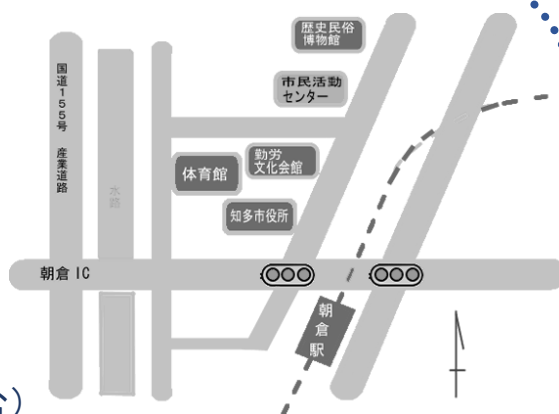 歴史民俗
博物館
市民活動
センター
国道155号 産業道路
水路
体育館
勤労
文化会館
知多市役所
朝倉 IC
朝倉駅